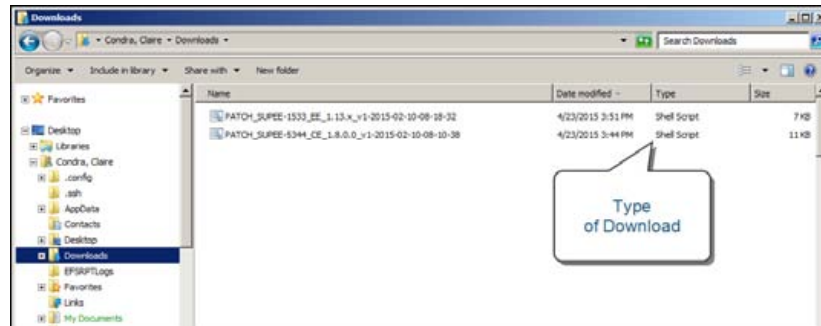 Downloads
Condra, Claire Downloads
Search Downloads
Organize Include in library Share with New folder
Favorites
Desktop
Libraries
Condra, Claire
.config
.ssh
AppData
Contacts
Desktop
Downloads
EFSRPTLogs
Favorites
Links
My Documents
Name Date modified Type Size
PATCH_SUPEE-1533_EE_1.13.x_v1-2015-02-10-08-18-32 4/23/2015 3:51 PM Shell Script 7 KB
PATCH_SUPEE-5344_CE_1.8.0.0_v1-2015-02-10-08-10-38 4/23/2015 3:44 PM Shell Script 11 KB
Type
of Download